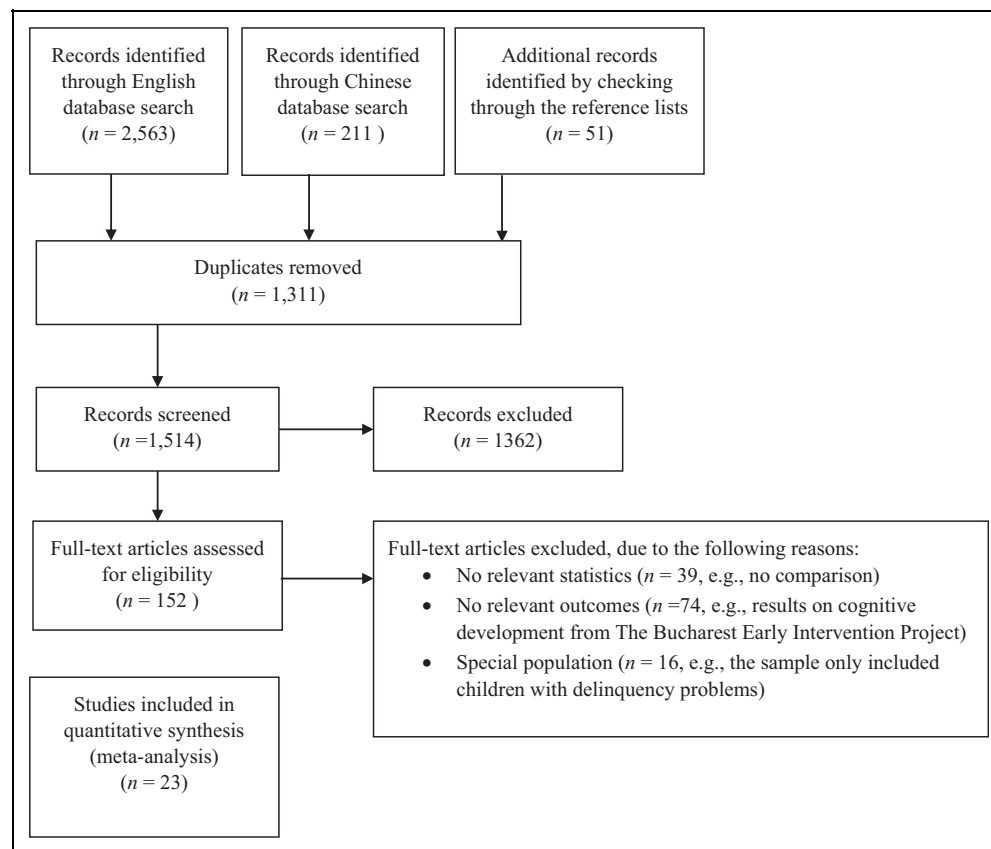 Records identified
through English
database search
(n = 2,563)
Records identified
through Chinese
database search
(n = 211 )
Additional records
identified by checking
through the reference lists
(n = 51)
Duplicates removed
(n = 1,311)
Records screened
(n =1,514)
Records excluded
(n = 1362)
Full-text articles assessed
for eligibility
(n = 152 )
Full-text articles excluded, due to the following reasons:
• No relevant statistics (n = 39, e.g., no comparison)
• No relevant outcomes (n =74, e.g., results on cognitive
development from The Bucharest Early Intervention Project)
• Special population (n = 16, e.g., the sample only included
children with delinquency problems)
Studies included in
quantitative synthesis
(meta-analysis)
(n = 23)